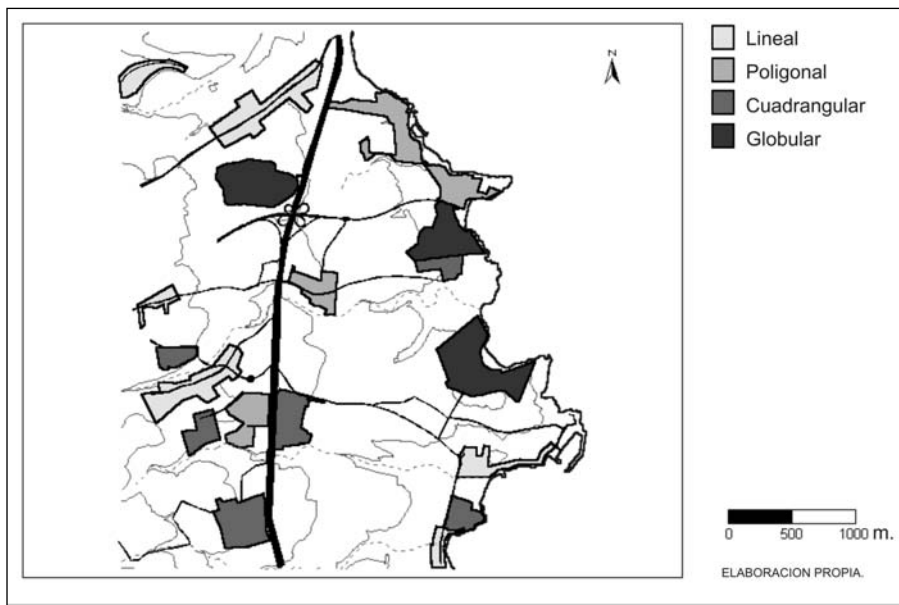 N
Lineal
Poligonal
Cuadrangular
Globular
0 500 1000 m.
ELABORACION PROPIA.